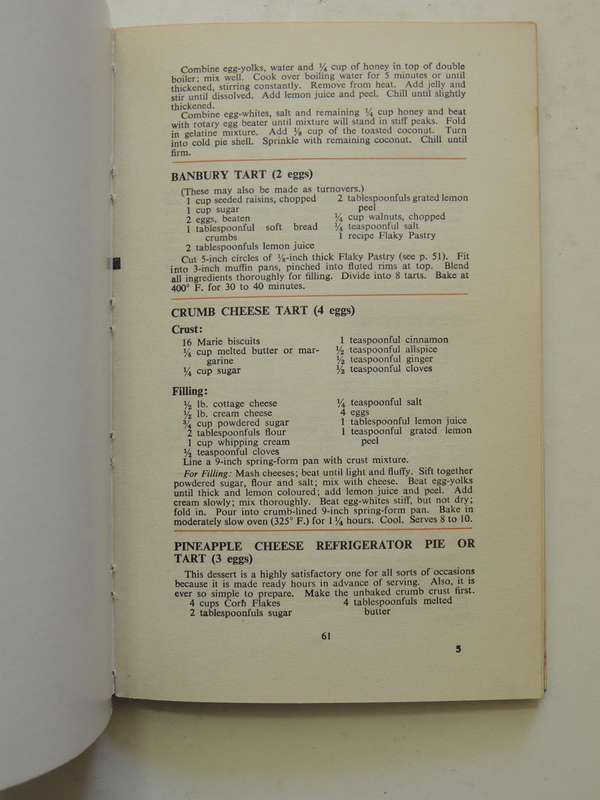 Combine egg-yolks, water and ¼ cup of honey in top of double
boiler; mix well. Cook over boiling water for 5 minutes or until
thickened, stirring constantly. Remove from heat. Add jelly and
stir until dissolved. Add lemon juice and peel. Chill until slightly
thickened.
Combine egg-whites, salt and remaining ¼ cup honey and beat
with rotary egg beater until mixture will stand in stiff peaks. Fold
in gelatine mixture. Add ⅓ cup of the toasted coconut. Turn
into cold pie shell. Sprinkle with remaining coconut. Chill until
firm.
BANBURY TART (2 eggs)
(These may also be made as turnovers.)
1 cup seeded raisins, chopped
1 cup sugar
2 eggs, beaten
1 tablespoonful soft bread
crumbs
2 tablespoonfuls lemon juice
2 tablespoonfuls grated lemon
peel
¼ cup walnuts, chopped
¼ teaspoonful salt
1 recipe Flaky Pastry
Cut 5-inch circles of ⅛-inch thick Flaky Pastry (see p. 51). Fit
into 3-inch muffin pans, pinched into fluted rims at top. Blend
all ingredients thoroughly for filling. Divide into 8 tarts. Bake at
400° F. for 30 to 40 minutes.
CRUMB CHEESE TART (4 eggs)
Crust:
16 Marie biscuits
¼ cup melted butter or mar-
garine
¼ cup sugar
1 teaspoonful cinnamon
½ teaspoonful allspice
½ teaspoonful ginger
½ teaspoonful cloves
Filling:
½ lb. cottage cheese
½ lb. cream cheese
¾ cup powdered sugar
2 tablespoonfuls flour
1 cup whipping cream
½ teaspoonful cloves
¼ teaspoonful salt
4 eggs
1 tablespoonful lemon juice
1 teaspoonful grated lemon
peel
Line a 9-inch spring-form pan with crust mixture.
For Filling: Mash cheeses; beat until light and fluffy. Sift together
powdered sugar, flour and salt; mix with cheese. Beat egg-yolks
until thick and lemon coloured; add lemon juice and peel. Add
cream slowly; mix thoroughly. Beat egg-whites stiff, but not dry;
fold in. Pour into crumb-lined 9-inch spring-form pan. Bake in
moderately slow oven (325° F.) for 1¼ hours. Cool. Serves 8 to 10.
PINEAPPLE CHEESE REFRIGERATOR PIE OR
TART (3 eggs)
This dessert is a highly satisfactory one for all sorts of occasions
because it is made ready hours in advance of serving. Also, it is
ever so simple to prepare. Make the unbaked crumb crust first.
4 cups Corn Flakes
2 tablespoonfuls sugar
4 tablespoonfuls melted
butter
61
5